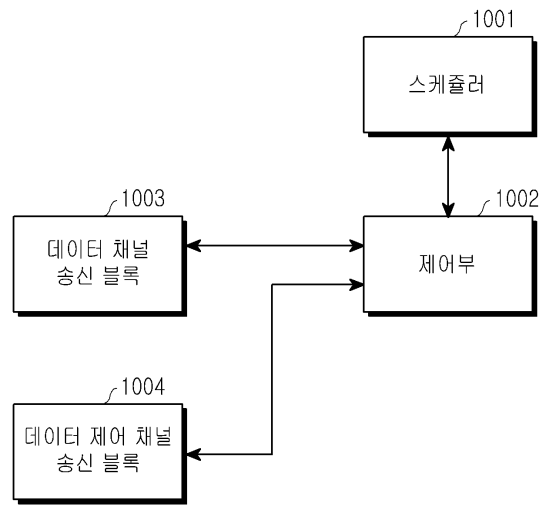 1001
스케쥴러
1003
1002
데이터 채널
송신 블록
제어부
1004
데이터 제어 채널
송신 블록